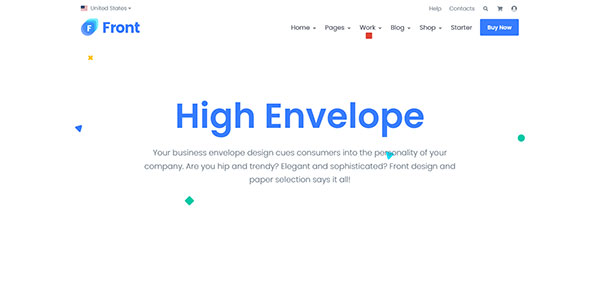 United States
Help Contacts
F Front
Home Pages Work Blog Shop Starter Buy Now
High Envelope
Your business envelope design cues consumers into the personality of your
company. Are you hip and trendy? Elegant and sophisticated? Front design and
paper selection says it all!